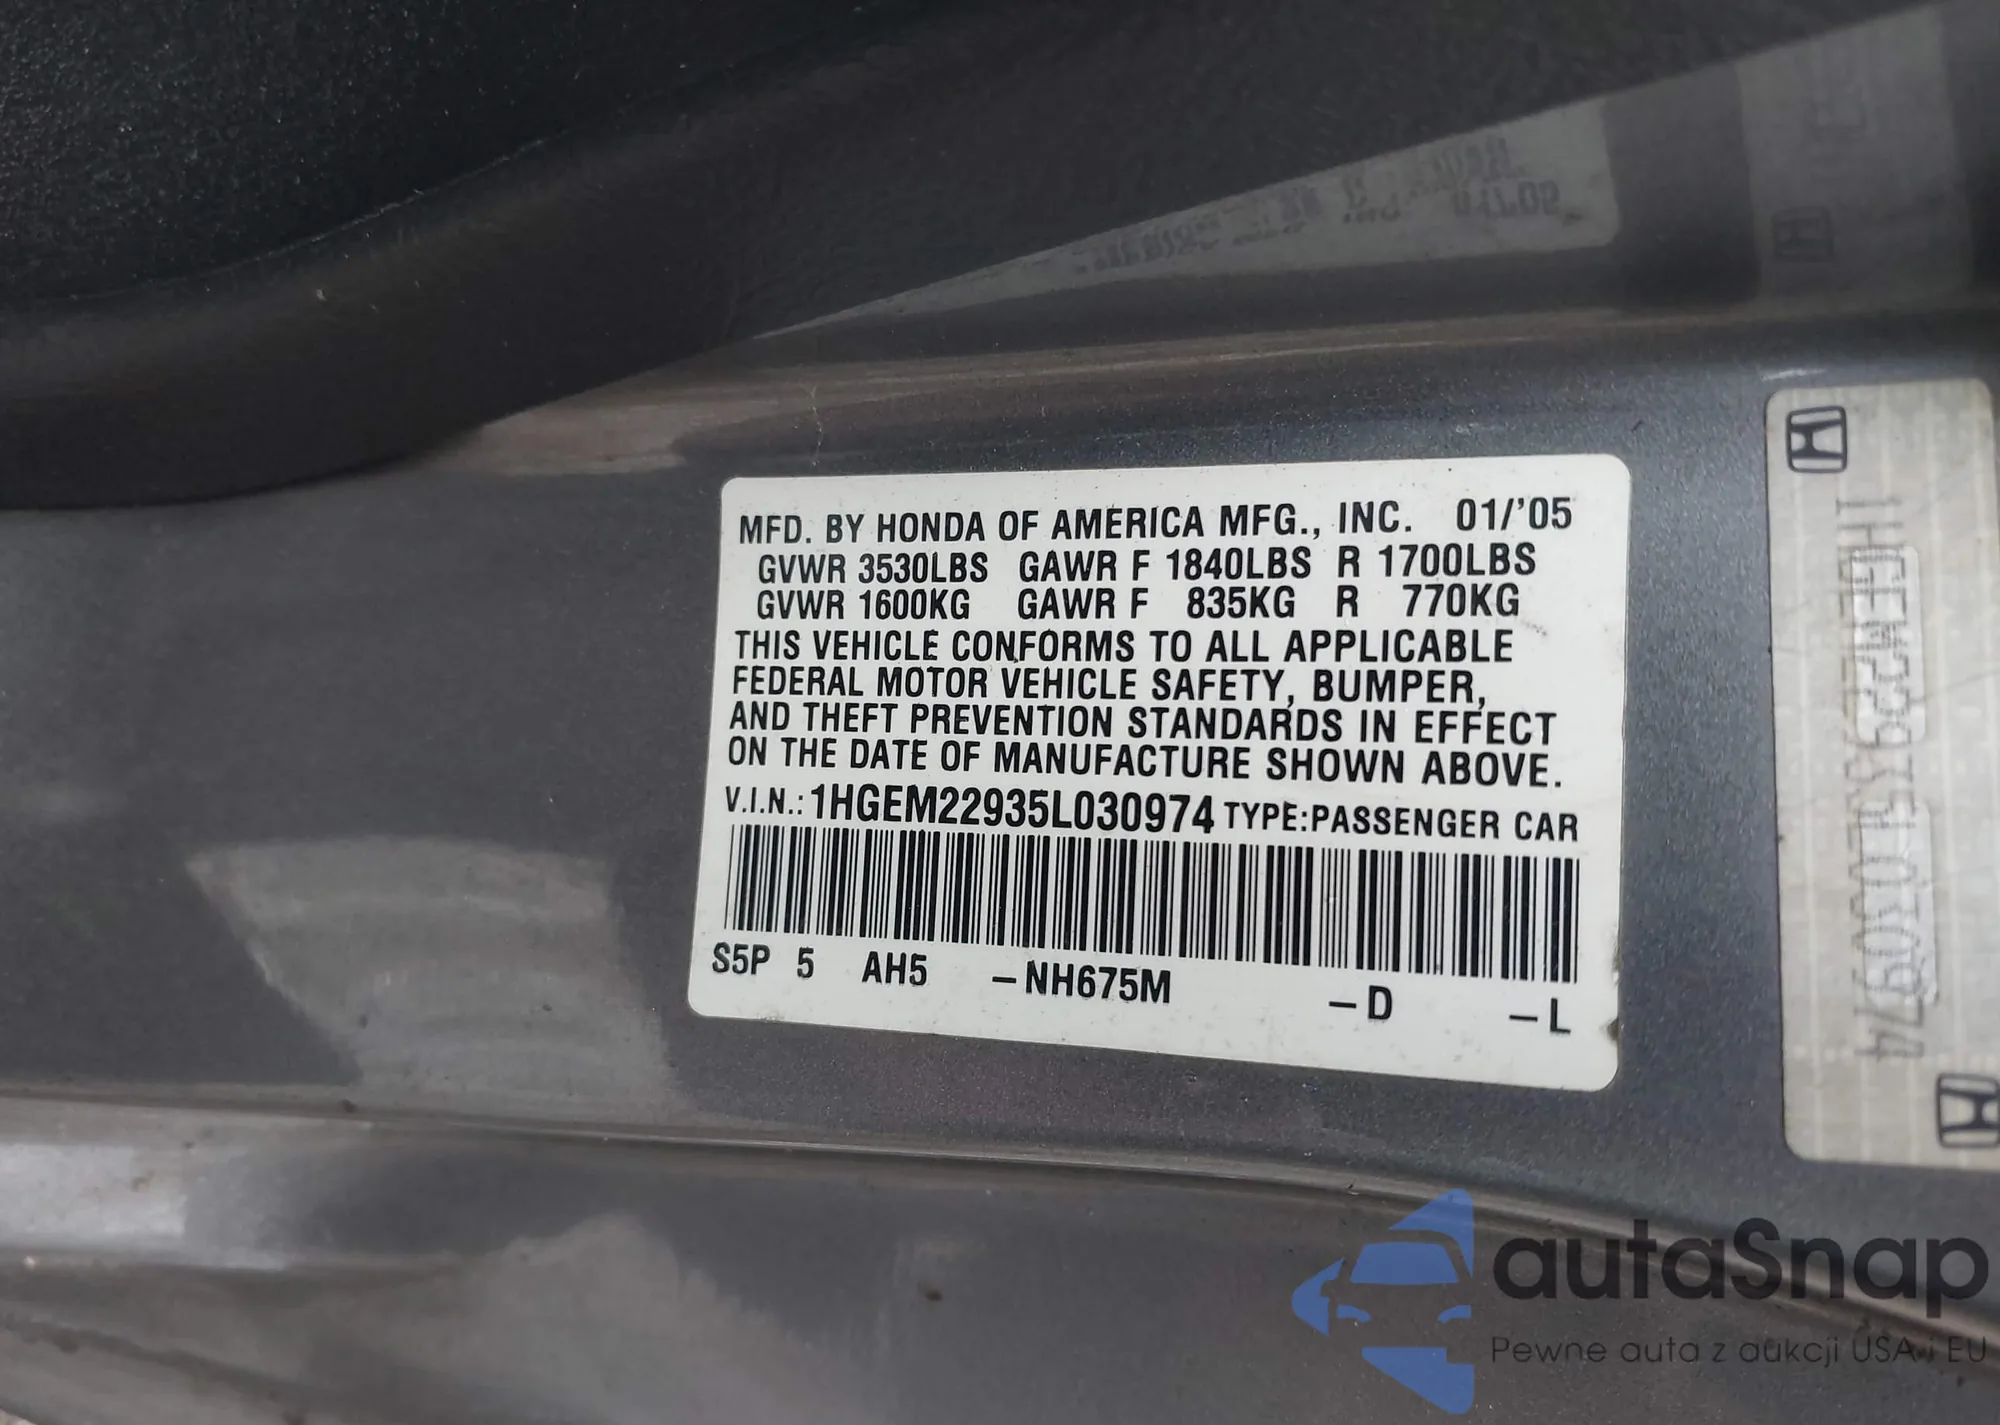 MFD. BY HONDA OF AMERICA MFG., INC. 01/'05
GVWR 3530LBS GAWR F 1840LBS R 1700LBS
GVWR 1600KG GAWR F 835KG R 770KG
THIS VEHICLE CONFORMS TO ALL APPLICABLE
FEDERAL MOTOR VEHICLE SAFETY, BUMPER,
AND THEFT PREVENTION STANDARDS IN EFFECT
ON THE DATE OF MANUFACTURE SHOWN ABOVE.
V.I.N.: 1HGEM22935L030974 TYPE:PASSENGER CAR
S5P 5 AH5 –NH675M –D –L
1HGEM22935L030974
autaSnap
Pewne auta z aukcji USA i EU